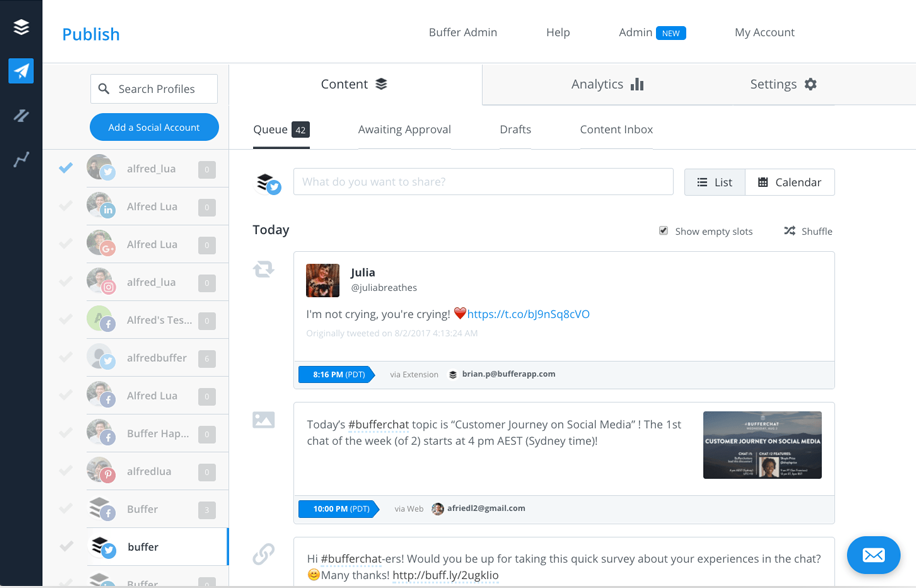 Publish
Buffer Admin
Help
Admin NEW
My Account
Search Profiles
Add a Social Account
alfred_lua 0
Alfred Lua 0
Alfred Lua 0
alfred_lua 0
A
Alfred's Tes... 0
alfredbuffer 6
Alfred Lua 0
Buffer Hap... 0
alfredlua 0
Buffer 3
buffer
Buffer
Content
Analytics
Settings
Queue 42
Awaiting Approval
Drafts
Content Inbox
What do you want to share?
List
Calendar
Today
Show empty slots
Shuffle
Julia
@juliabreathes
I'm not crying, you're crying! ❤️https://t.co/bJ9nSq8cVO
Originally tweeted on 8/2/2017 4:13:24 AM
8:16 PM (PDT)
via Extension
brian.p@bufferapp.com
Today's #bufferchat topic is “Customer Journey on Social Media” ! The 1st
chat of the week (of 2) starts at 4 pm AEST (Sydney time)!
#BUFFERCHAT
CUSTOMER JOURNEY ON SOCIAL MEDIA
10:00 PM (PDT)
via Web
afriedl2@gmail.com
Hi #bufferchat-ers! Would you be up for taking this quick survey about your experiences in the chat?
😊Many thanks! http://buff.ly/2ugklio